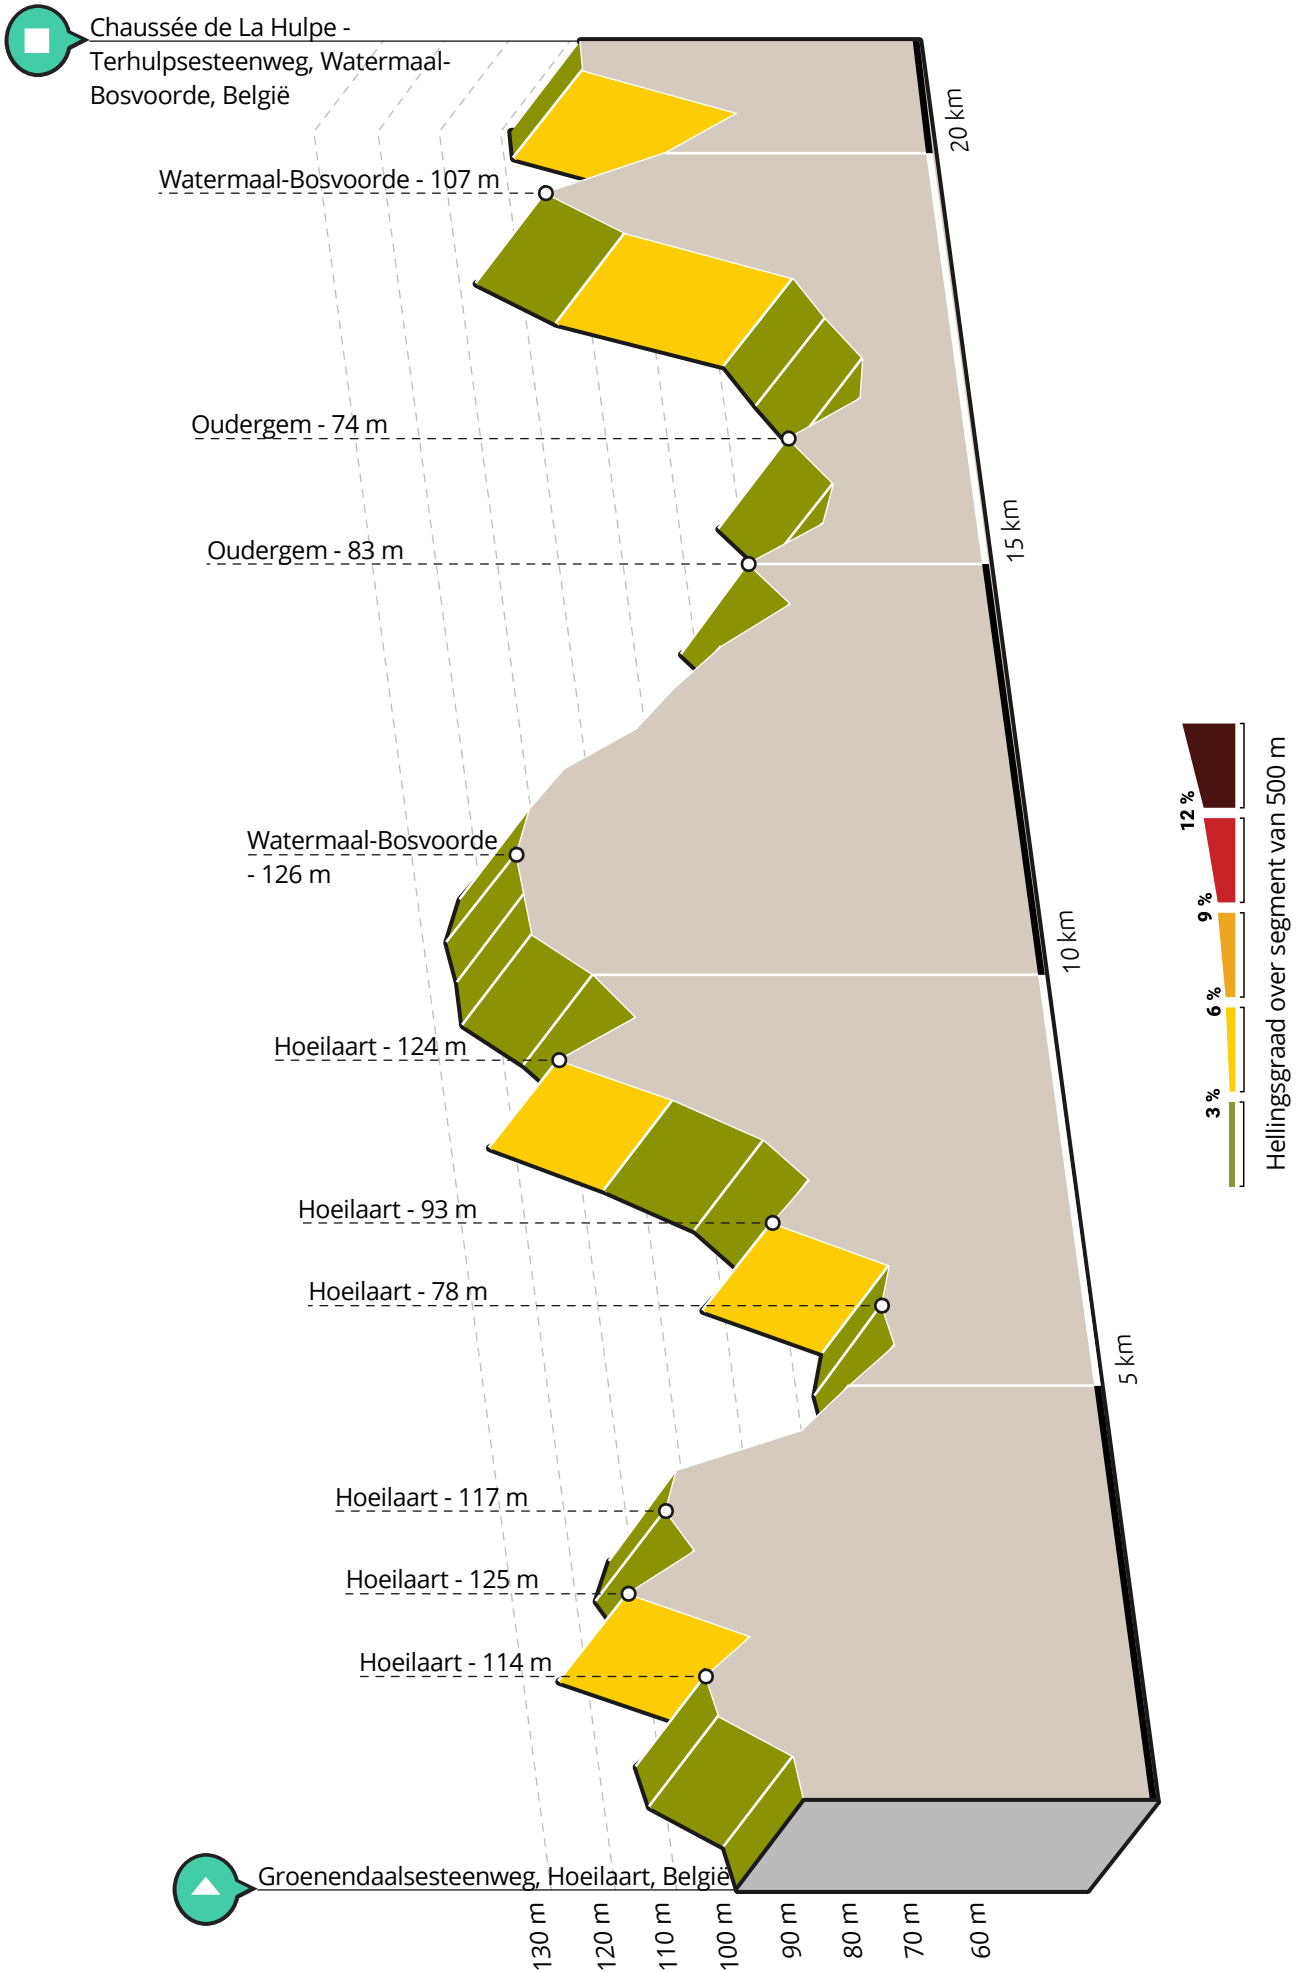 Chaussée de La Hulpe -
Terhulpsesteenweg, Watermaal-
Bosvoorde, België
20 km
Watermaal-Bosvoorde - 107 m
Oudergem - 74 m
15 km
Oudergem - 83 m
Watermaal-Bosvoorde
- 126 m
10 km
Hoeilaart - 124 m
Hoeilaart - 93 m
Hoeilaart - 78 m
5 km
Hoeilaart - 117 m
Hoeilaart - 125 m
Hoeilaart - 114 m
Groenendaalsesteenweg, Hoeilaart, België
130 m
120 m
110 m
100 m
90 m
80 m
70 m
60 m
3 %
6 %
9 %
12 %
Hellingsgraad over segment van 500 m